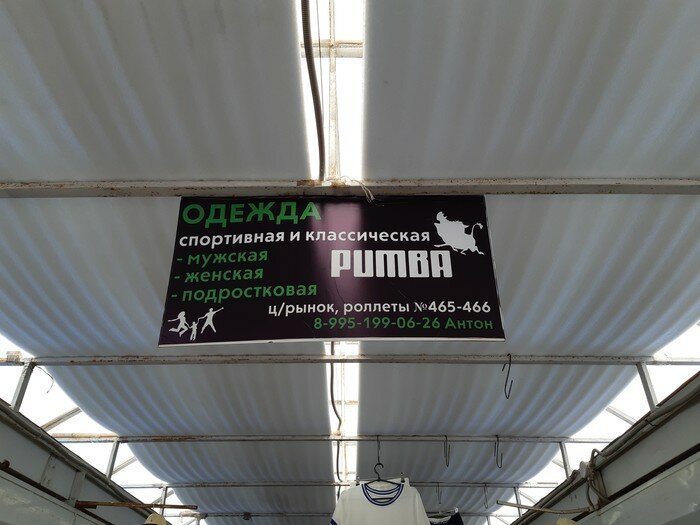 ОДЕЖДА
спортивная и классическая
- мужская
- женская
- подростковая
PUMBA
ц/рынок, роллеты №465-466
8-995-199-06-26 Антон